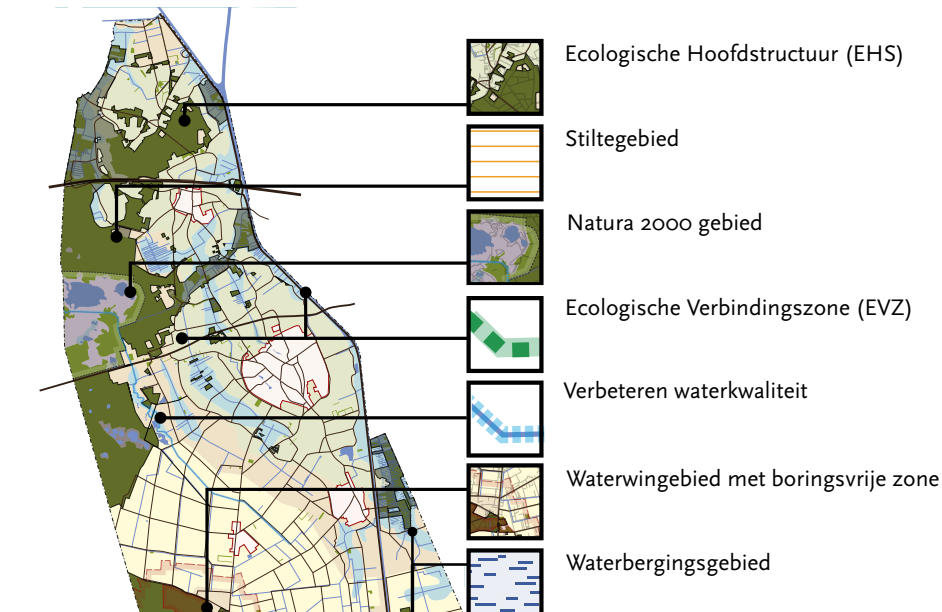 Ecologische Hoofdstructuur (EHS)
Stiltegebied
Natura 2000 gebied
Ecologische Verbindingszone (EVZ)
Verbeteren waterkwaliteit
Waterwingebied met boringsvrije zone
Waterbergingsgebied